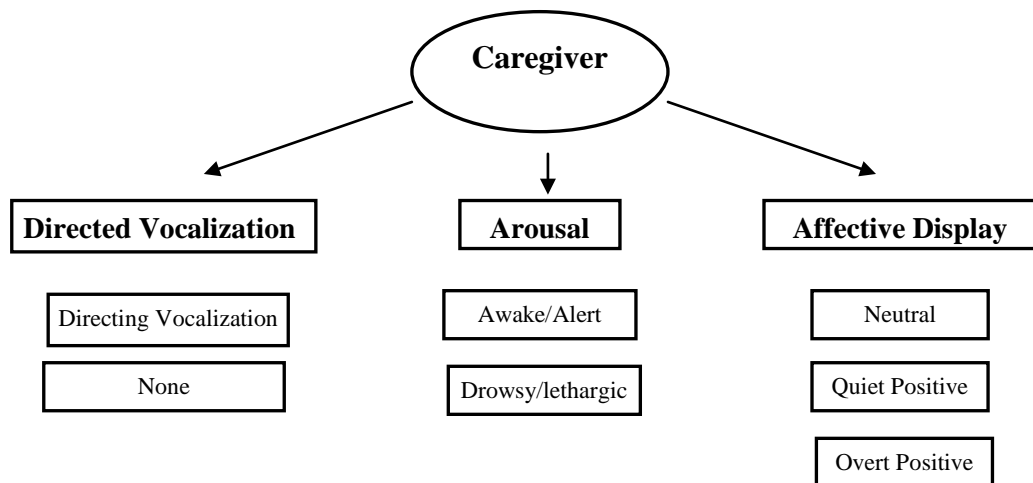 Caregiver
Directed Vocalization
Arousal
Affective Display
Directing Vocalization
Awake/Alert
Neutral
None
Drowsy/lethargic
Quiet Positive
Overt Positive